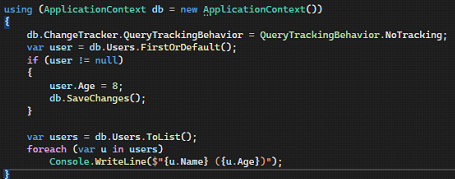 using (ApplicationContext db = new ApplicationContext())
{
    db.ChangeTracker.QueryTrackingBehavior = QueryTrackingBehavior.NoTracking;
    var user = db.Users.FirstOrDefault();
    if (user != null)
    {
        user.Age = 8;
        db.SaveChanges();
    }

    var users = db.Users.ToList();
    foreach (var u in users)
        Console.WriteLine($"{u.Name} ({u.Age})");
}